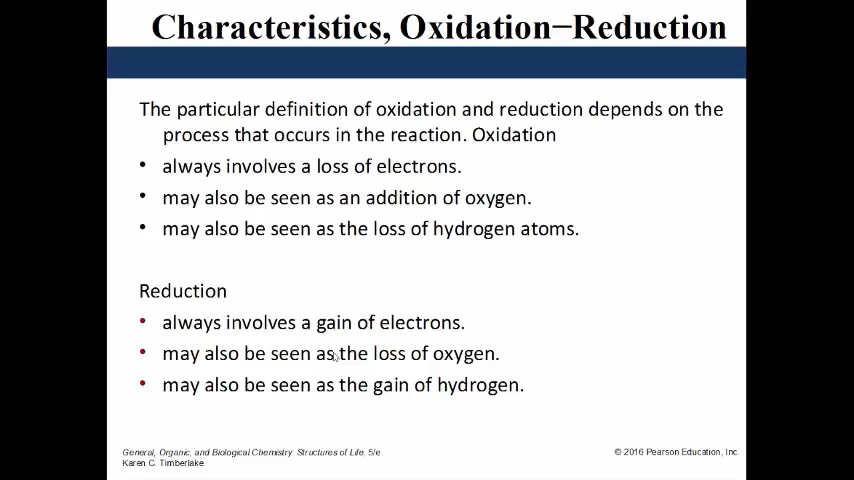 Characteristics, Oxidation−Reduction
The particular definition of oxidation and reduction depends on the
process that occurs in the reaction. Oxidation
• always involves a loss of electrons.
• may also be seen as an addition of oxygen.
• may also be seen as the loss of hydrogen atoms.
Reduction
• always involves a gain of electrons.
• may also be seen as the loss of oxygen.
• may also be seen as the gain of hydrogen.
General, Organic, and Biological Chemistry: Structures of Life, 5/e
Karen C. Timberlake
© 2016 Pearson Education, Inc.